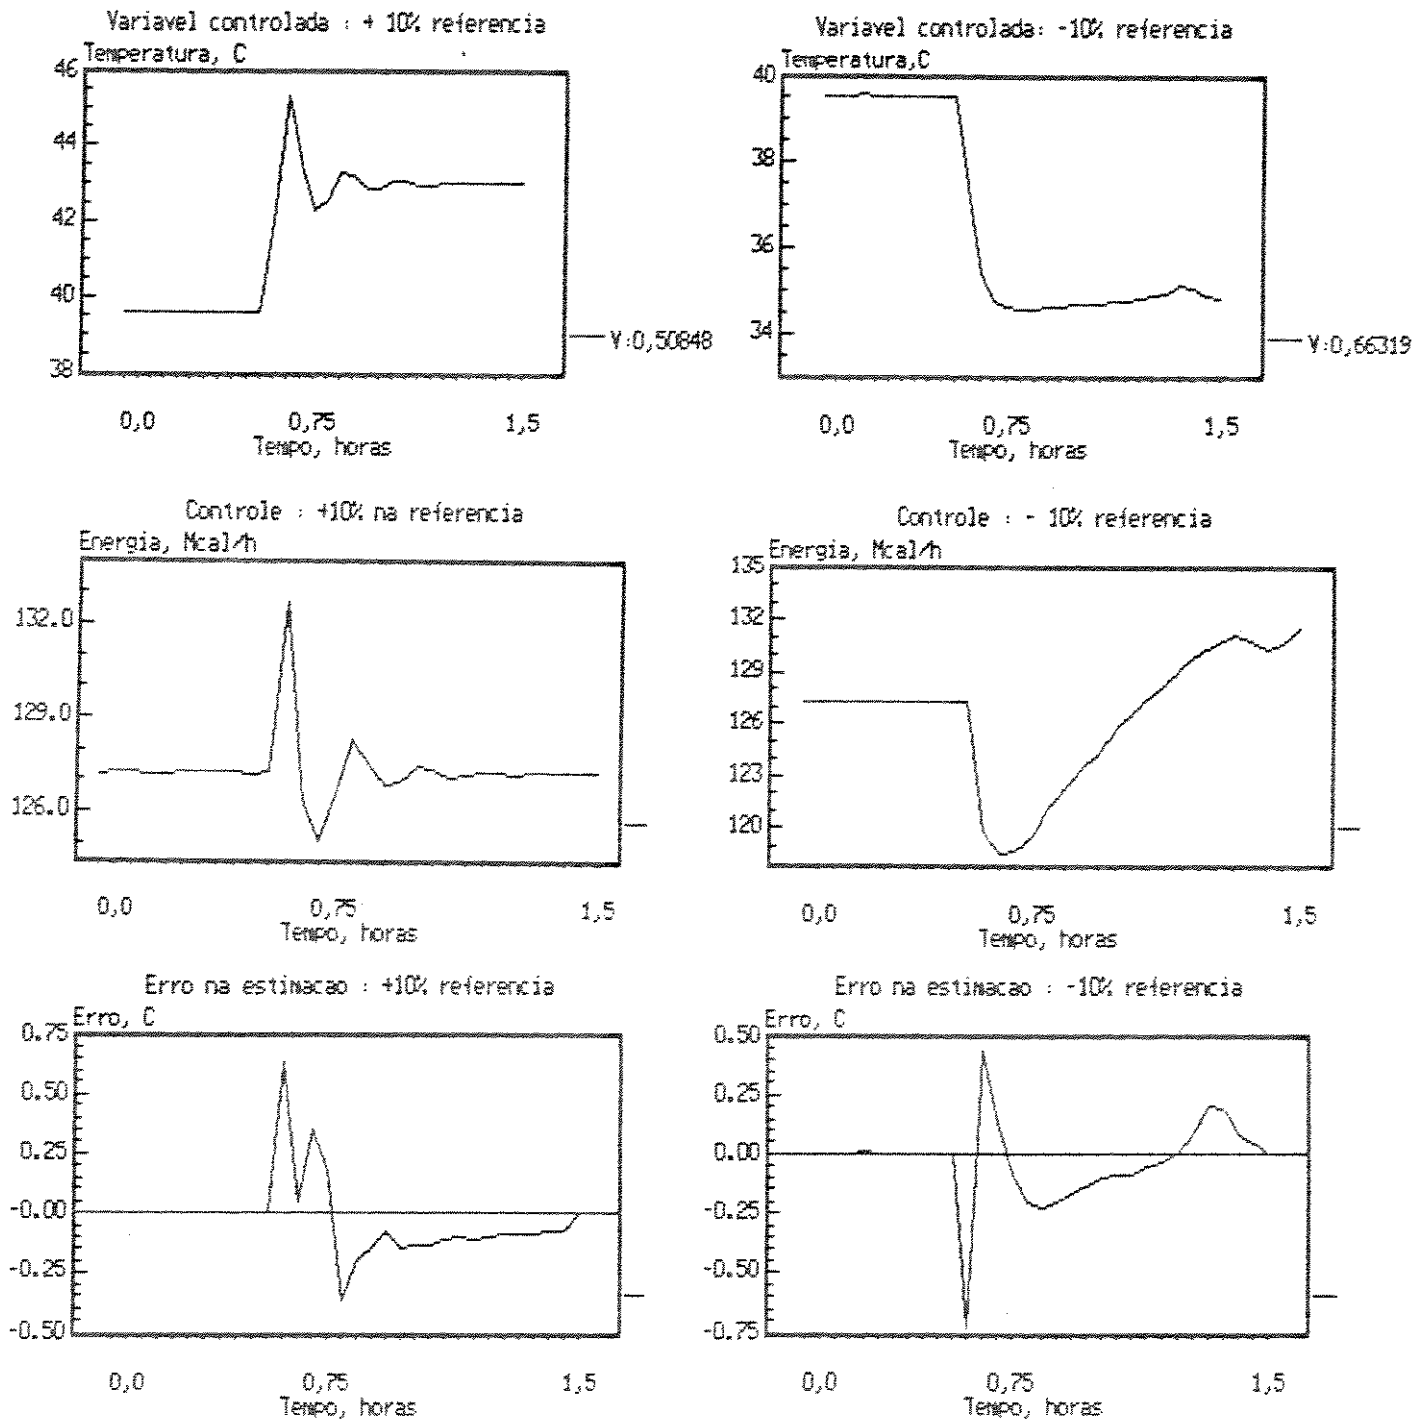 Variavel controlada : + 10% referencia
Temperatura, C
46
44
42
40
38
V:0,50848
0,0 0,75 1,5
Tempo, horas
Variavel controlada: -10% referencia
Temperatura,C
40
38
36
34
V:0,66319
0,0 0,75 1,5
Tempo, horas
Controle : +10% na referencia
Energia, Mcal/h
132.0
129.0
126.0
0,0 0,75 1,5
Tempo, horas
Controle : - 10% referencia
Energia, Mcal/h
135
132
129
126
123
120
0,0 0,75 1,5
Tempo, horas
Erro na estimacao : +10% referencia
Erro, C
0.75
0.50
0.25
-0.00
-0.25
-0.50
0,0 0,75 1,5
Tempo, horas
Erro na estimacao : -10% referencia
Erro, C
0.50
0.25
0.00
-0.25
-0.50
-0.75
0,0 0,75 1,5
Tempo, horas